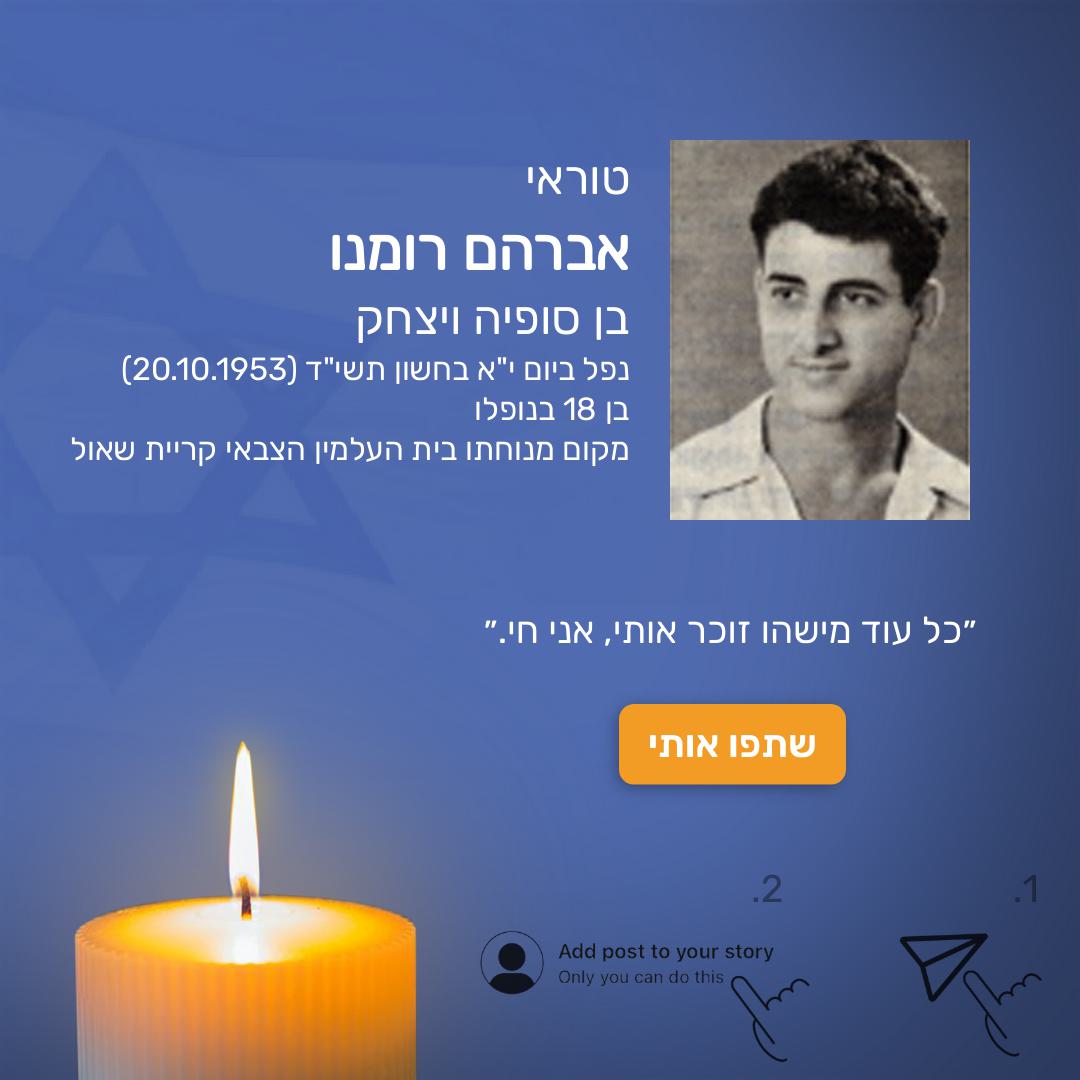 טוראי
אברהם רומנו
בן סופיה ויצחק
נפל ביום י"א בחשון תשי"ד (20.10.1953)
בן 18 בנופלו
מקום מנוחתו בית העלמין הצבאי קריית שאול
"כל עוד מישהו זוכר אותי, אני חי."
שתפו אותי
1.
2.
Add post to your story
Only you can do this